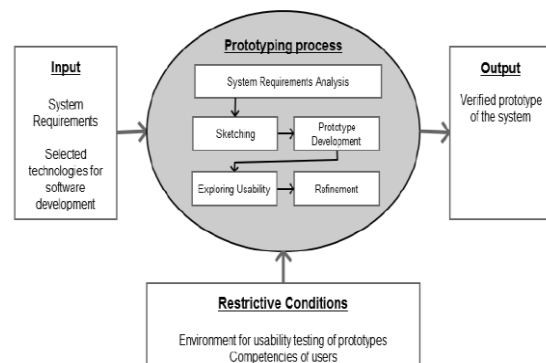 Prototyping process
Input
System
Requirements
Selected
technologies for
software
development
System Requirements Analysis
Sketching
Prototype
Development
Exploring Usability
Refinement
Output
Verified prototype
of the system
Restrictive Conditions
Environment for usability testing of prototypes
Competencies of users